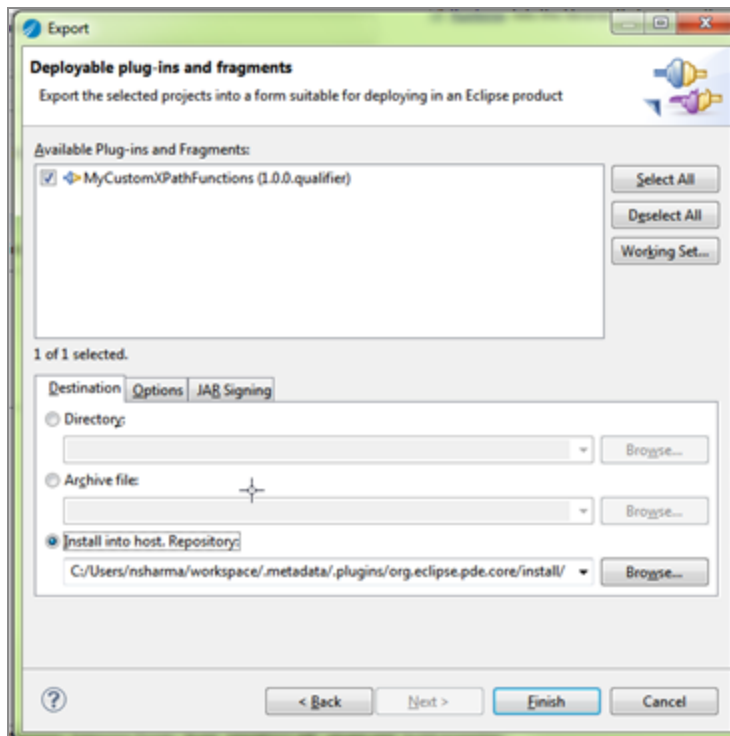 Export
Deployable plug-ins and fragments
Export the selected projects into a form suitable for deploying in an Eclipse product
Available Plug-ins and Fragments:
MyCustomXPathFunctions (1.0.0.qualifier)
Select All
Deselect All
Working Set...
1 of 1 selected.
Destination Options JAR Signing
Directory:
Browse...
Archive file:
Browse...
Install into host. Repository:
C:/Users/nsharma/workspace/.metadata/.plugins/org.eclipse.pde.core/install/ Browse...
? < Back Next > Finish Cancel